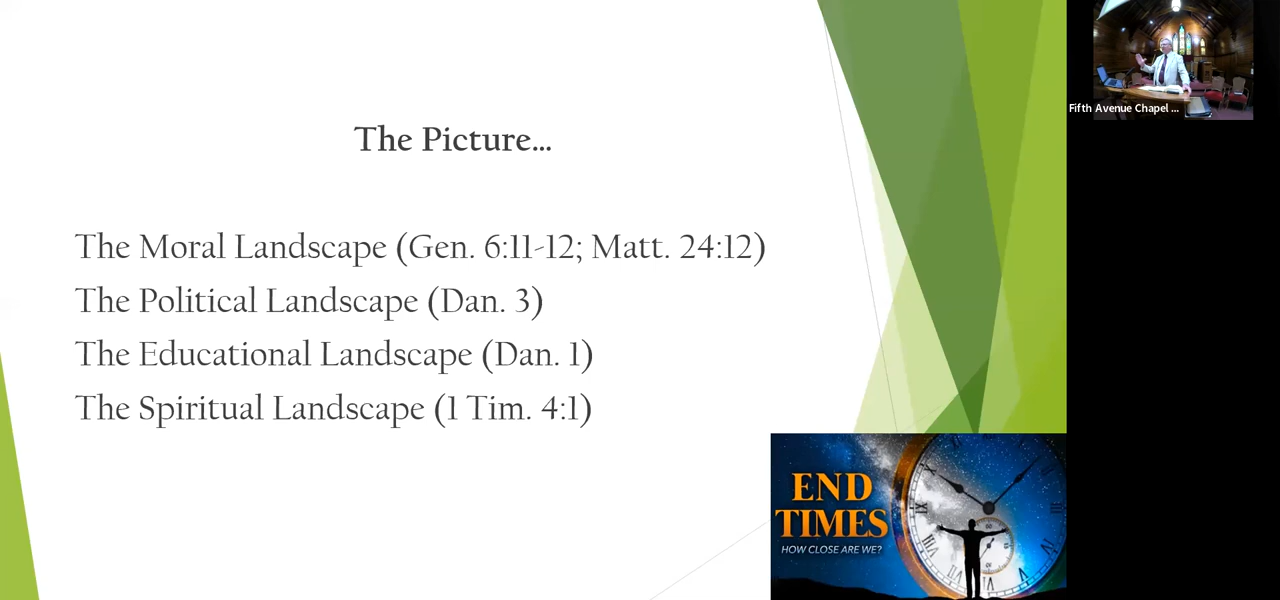 The Picture...
The Moral Landscape (Gen. 6:11-12; Matt. 24:12)
The Political Landscape (Dan. 3)
The Educational Landscape (Dan. 1)
The Spiritual Landscape (1 Tim. 4:1)
END
TIMES
HOW CLOSE ARE WE?
Fifth Avenue Chapel ...